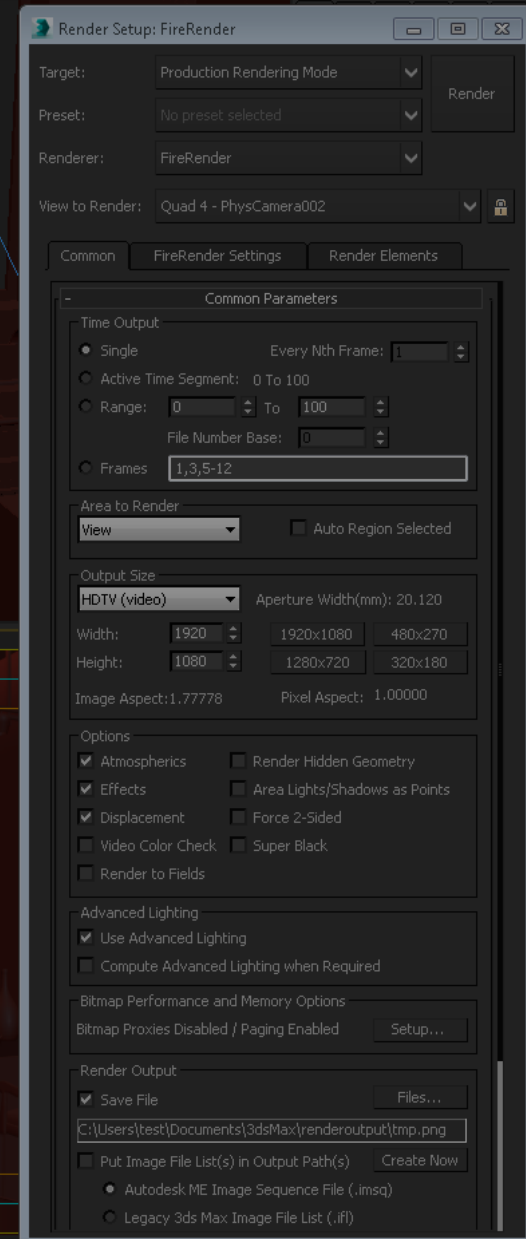 Render Setup: FireRender
Target: Production Rendering Mode
Render
Preset: No preset selected
Renderer: FireRender
View to Render: Quad 4 - PhysCamera002
Common FireRender Settings Render Elements
- Common Parameters
Time Output
Single Every Nth Frame: 1
Active Time Segment: 0 To 100
Range: 0 To 100
File Number Base: 0
Frames 1,3,5-12
Area to Render
View Auto Region Selected
Output Size
HDTV (video) Aperture Width(mm): 20.120
Width: 1920 1920x1080 480x270
Height: 1080 1280x720 320x180
Image Aspect:1.77778 Pixel Aspect: 1.00000
Options
Atmospherics Render Hidden Geometry
Effects Area Lights/Shadows as Points
Displacement Force 2-Sided
Video Color Check Super Black
Render to Fields
Advanced Lighting
Use Advanced Lighting
Compute Advanced Lighting when Required
Bitmap Performance and Memory Options
Bitmap Proxies Disabled / Paging Enabled Setup...
Render Output
Save File Files...
C:\Users\test\Documents\3dsMax\renderoutput\tmp.png
Put Image File List(s) in Output Path(s) Create Now
Autodesk ME Image Sequence File (.imsq)
Legacy 3ds Max Image File List (.ifl)